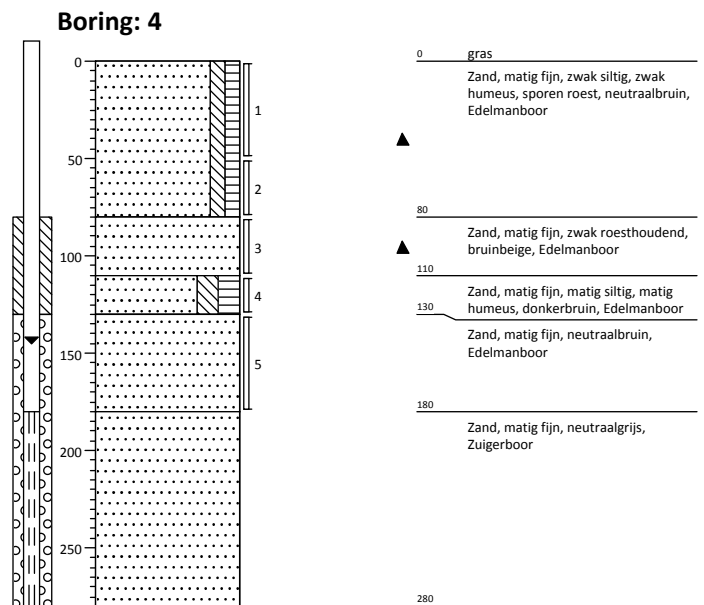 Boring: 4
0
50
100
150
200
250
1
2
3
4
5
0 gras
Zand, matig fijn, zwak siltig, zwak
humeus, sporen roest, neutraalbruin,
Edelmanboor
80
Zand, matig fijn, zwak roesthoudend,
bruinbeige, Edelmanboor
110
Zand, matig fijn, matig siltig, matig
humeus, donkerbruin, Edelmanboor
130
Zand, matig fijn, neutraalbruin,
Edelmanboor
180
Zand, matig fijn, neutraalgrijs,
Zuigerboor
280